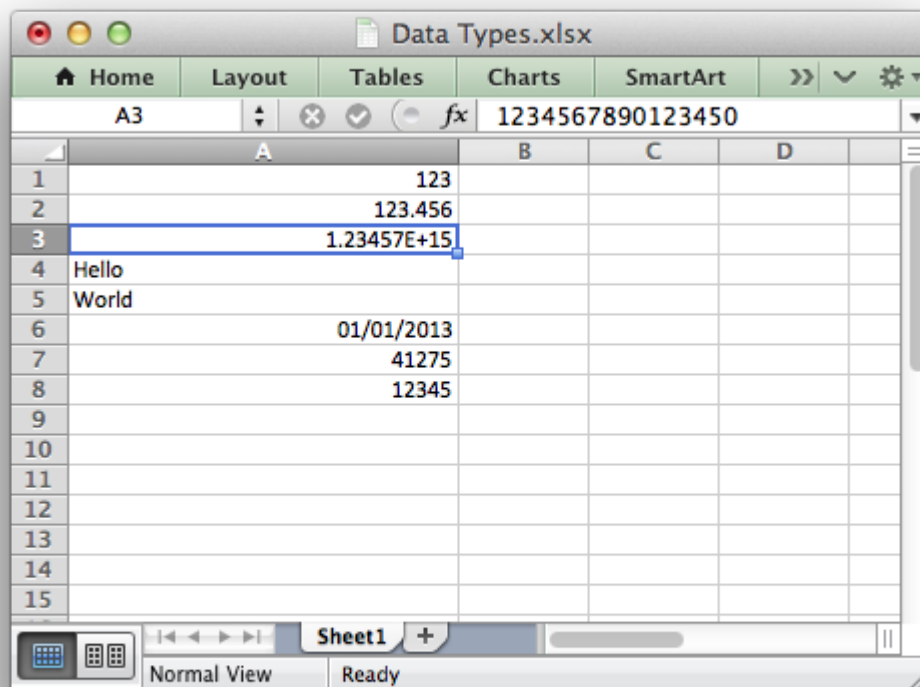 Data Types.xlsx
Home Layout Tables Charts SmartArt
A3 fx 1234567890123450
A B C D
1 123
2 123.456
3 1.23457E+15
4 Hello
5 World
6 01/01/2013
7 41275
8 12345
9
10
11
12
13
14
15
Sheet1 +
Normal View Ready